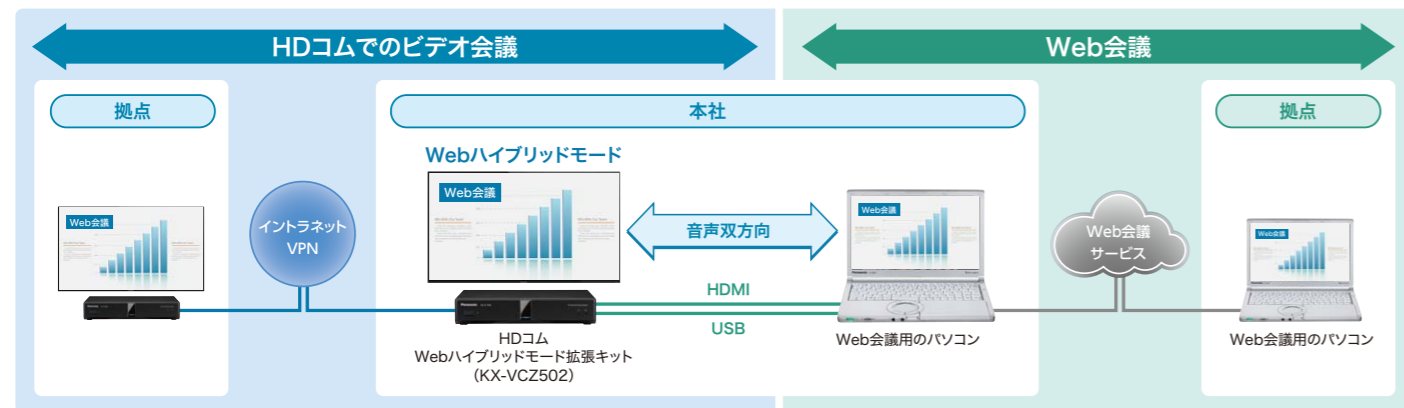 HDコムでのビデオ会議
Web会議
拠点
本社
拠点
Webハイブリッドモード
Web会議
イントラネット
VPN
Web会議
音声双方向
Web会議
Web会議
サービス
Web会議
HDMI
USB
Panasonic
Panasonic
HDコム
Webハイブリッドモード拡張キット
(KX-VCZ502)
Web会議用のパソコン
Web会議用のパソコン